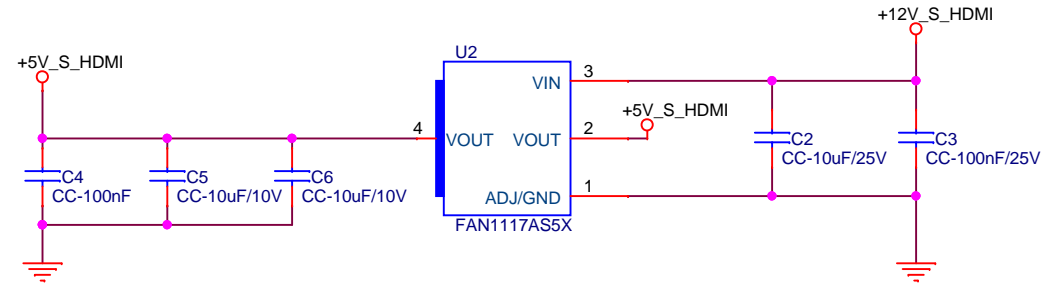 +12V_S_HDMI
+5V_S_HDMI
U2
VIN
3
+5V_S_HDMI
4
VOUT
VOUT
2
C2
CC-10uF/25V
C3
CC-100nF/25V
C4
CC-100nF
C5
CC-10uF/10V
C6
CC-10uF/10V
ADJ/GND
1
FAN1117AS5X